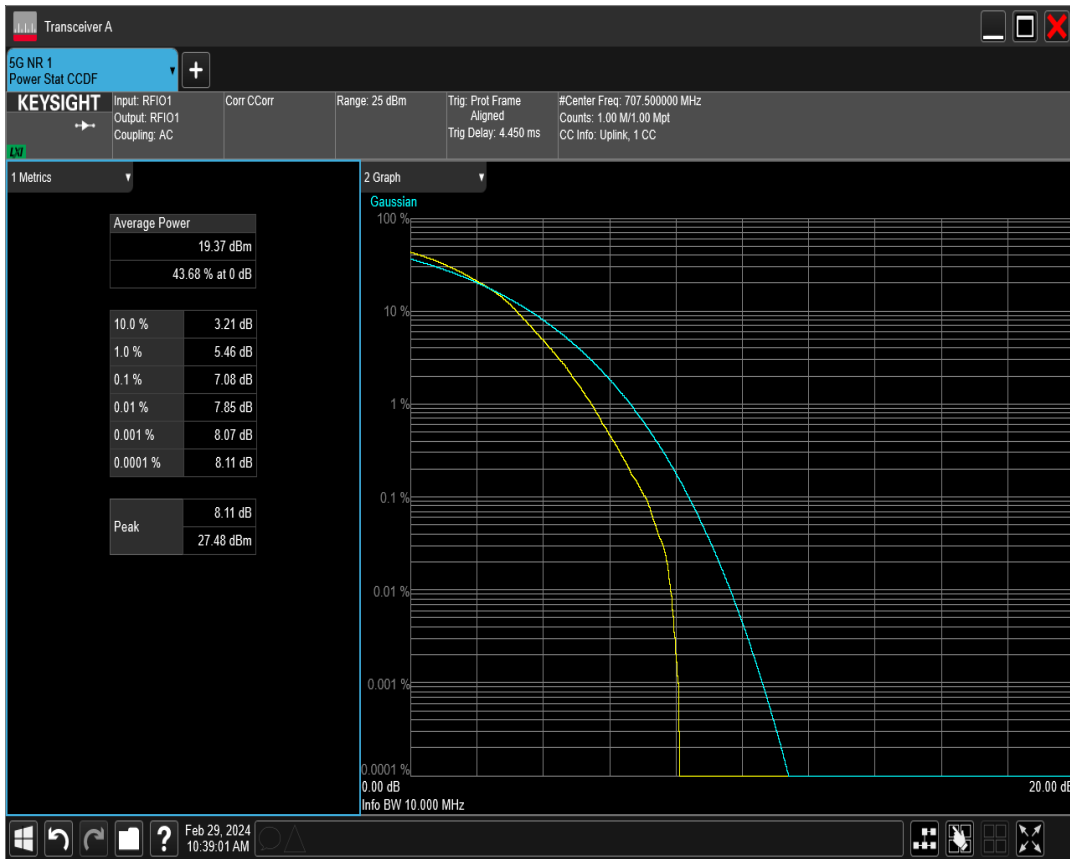 Transceiver A
5G NR 1
Power Stat CCDF
+
KEYSIGHT
LXI
Input: RFIO1
Output: RFIO1
Coupling: AC
Corr CCorr
Range: 25 dBm
Trig: Prot Frame
Aligned
Trig Delay: 4.450 ms
#Center Freq: 707.500000 MHz
Counts: 1.00 M/1.00 Mpt
CC Info: Uplink, 1 CC
1 Metrics
Average Power
19.37 dBm
43.68 % at 0 dB
10.0 % 3.21 dB
1.0 % 5.46 dB
0.1 % 7.08 dB
0.01 % 7.85 dB
0.001 % 8.07 dB
0.0001 % 8.11 dB
Peak
8.11 dB
27.48 dBm
2 Graph
Gaussian
100 %
10 %
1 %
0.1 %
0.01 %
0.001 %
0.0001 %
0.00 dB
20.00 dB
Info BW 10.000 MHz
?
Feb 29, 2024
10:39:01 AM